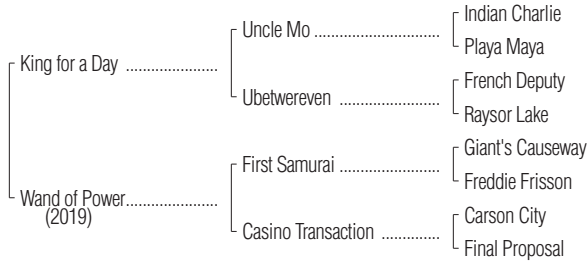 Indian Charlie
Uncle Mo ..........................
Playa Maya
King for a Day ......................
French Deputy
Ubetwereven .....................
Raysor Lake
Giant's Causeway
First Samurai .....................
Freddie Frisson
Wand of Power......................
(2019)
Carson City
Casino Transaction ................
Final Proposal